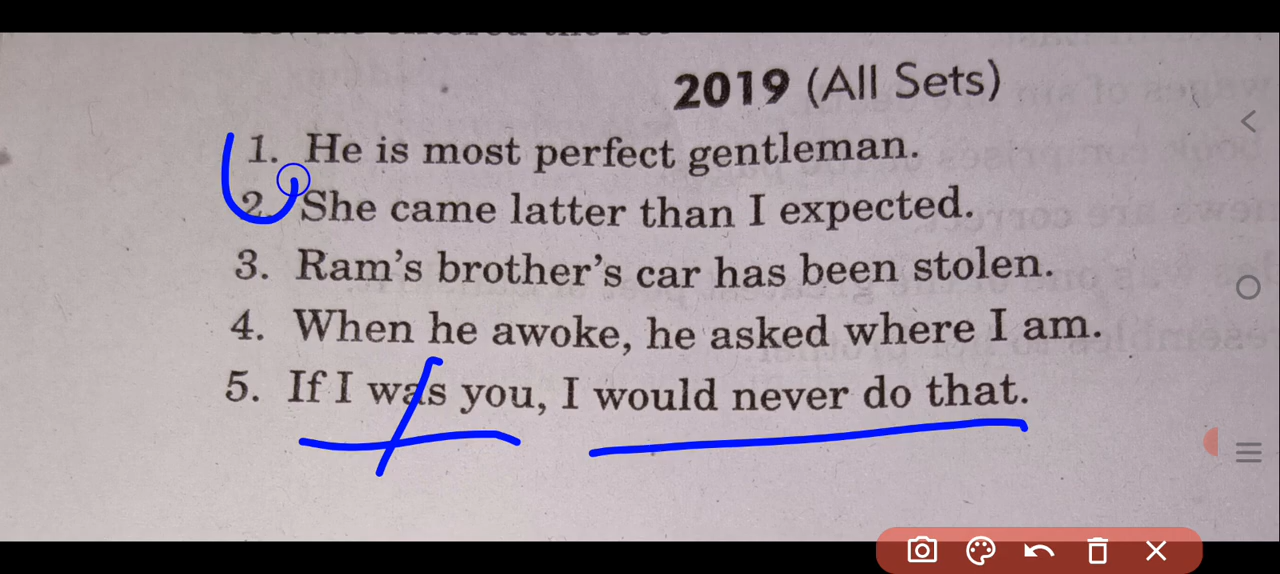 2019 (All Sets)
1. He is most perfect gentleman.
2. She came latter than I expected.
3. Ram's brother's car has been stolen.
4. When he awoke, he asked where I am.
5. If I was you, I would never do that.